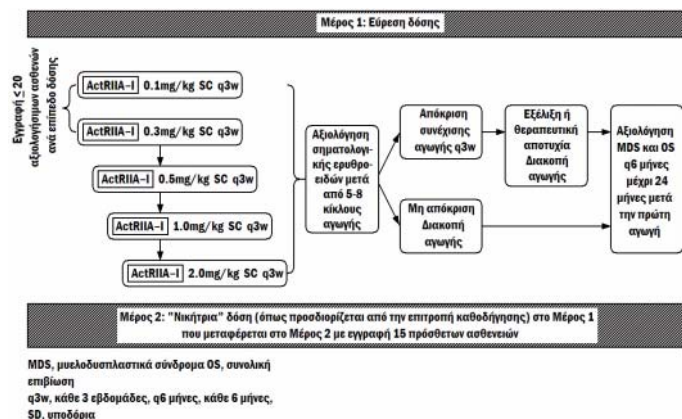 Μέρος 1: Εύρεση δόσης
Εγγραφή ≤ 20
αξιολογήσιμων ασθενών
ανά επίπεδο δόσης
ActRIIA-I 0.1mg/kg SC q3w
ActRIIA-I 0.3mg/kg SC q3w
ActRIIA-I 0.5mg/kg SC q3w
ActRIIA-I 1.0mg/kg SC q3w
ActRIIA-I 2.0mg/kg SC q3w
Αξιολόγηση
σηματολογι-
κής ερυθρο-
ειδών μετά
από 5-8
κύκλους
αγωγής
Απόκριση
συνέχισης
αγωγής q3w
Μη απόκριση
Διακοπή
αγωγής
Εξέλιξη ή
θεραπευτική
αποτυχία
Διακοπή
αγωγής
Αξιολόγηση
MDS και OS
q6 μήνες
μέχρι 24
μήνες μετά
την πρώτη
αγωγή
Μέρος 2: "Νικήτρια" δόση (όπως προσδιορίζεται από την επιτροπή καθοδήγησης) στο Μέρος 1
που μεταφέρεται στο Μέρος 2 με εγγραφή 15 πρόσθετων ασθενειών
MDS, μυελοδυσπλαστικά σύνδρομα OS, συνολική
επιβίωση
q3w, κάθε 3 εβδομάδες, q6 μήνες, κάθε 6 μήνες,
SD, υποδόρια